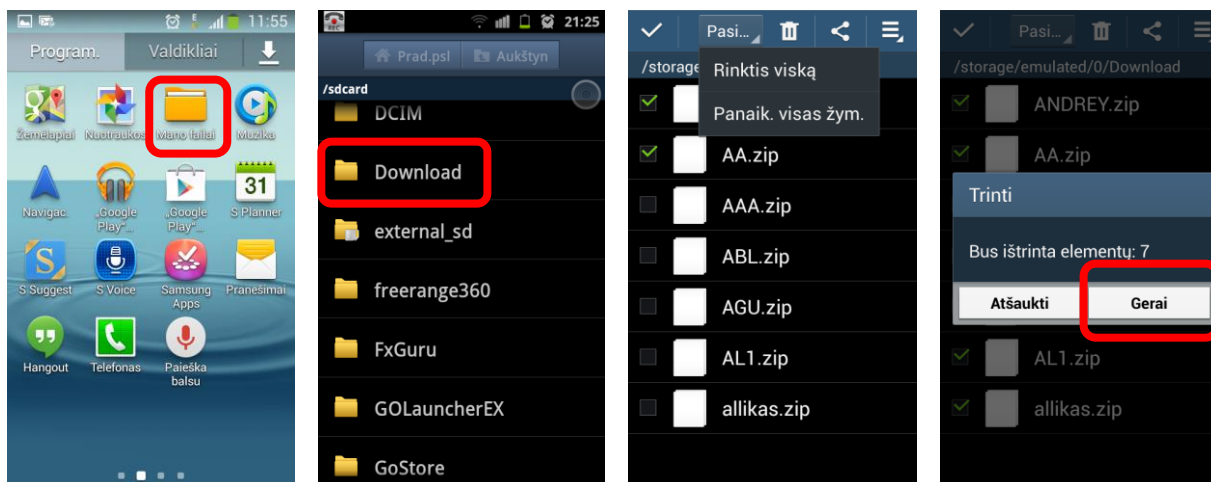 11:55
Program.
Valdikliai
Žemėlapiai
Nuotraukos
Mano failai
Muzika
31
Navigac.
„Google
Play“...
„Google
Play“...
S Planner
S Suggest
S Voice
Samsung
Apps
Pranešimai
Hangout
Telefonas
Paieška
balsu
21:25
Prad.psl
Aukštyn
/sdcard
DCIM
Download
external_sd
freerange360
FxGuru
GOLauncherEX
GoStore
Pasi...
/storage
Rinktis viską
Panaik. visas žym.
AA.zip
AAA.zip
ABL.zip
AGU.zip
AL1.zip
allikas.zip
Pasi...
/storage/emulated/0/Download
ANDREY.zip
AA.zip
Trinti
Bus ištrinta elementų: 7
Atšaukti
Gerai
AL1.zip
allikas.zip